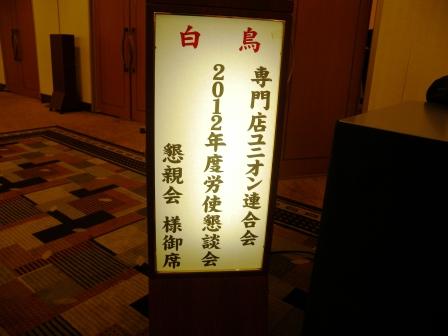 白鳥
専門店ユニオン連合会
2012年度労使懇談会
懇親会 様御席